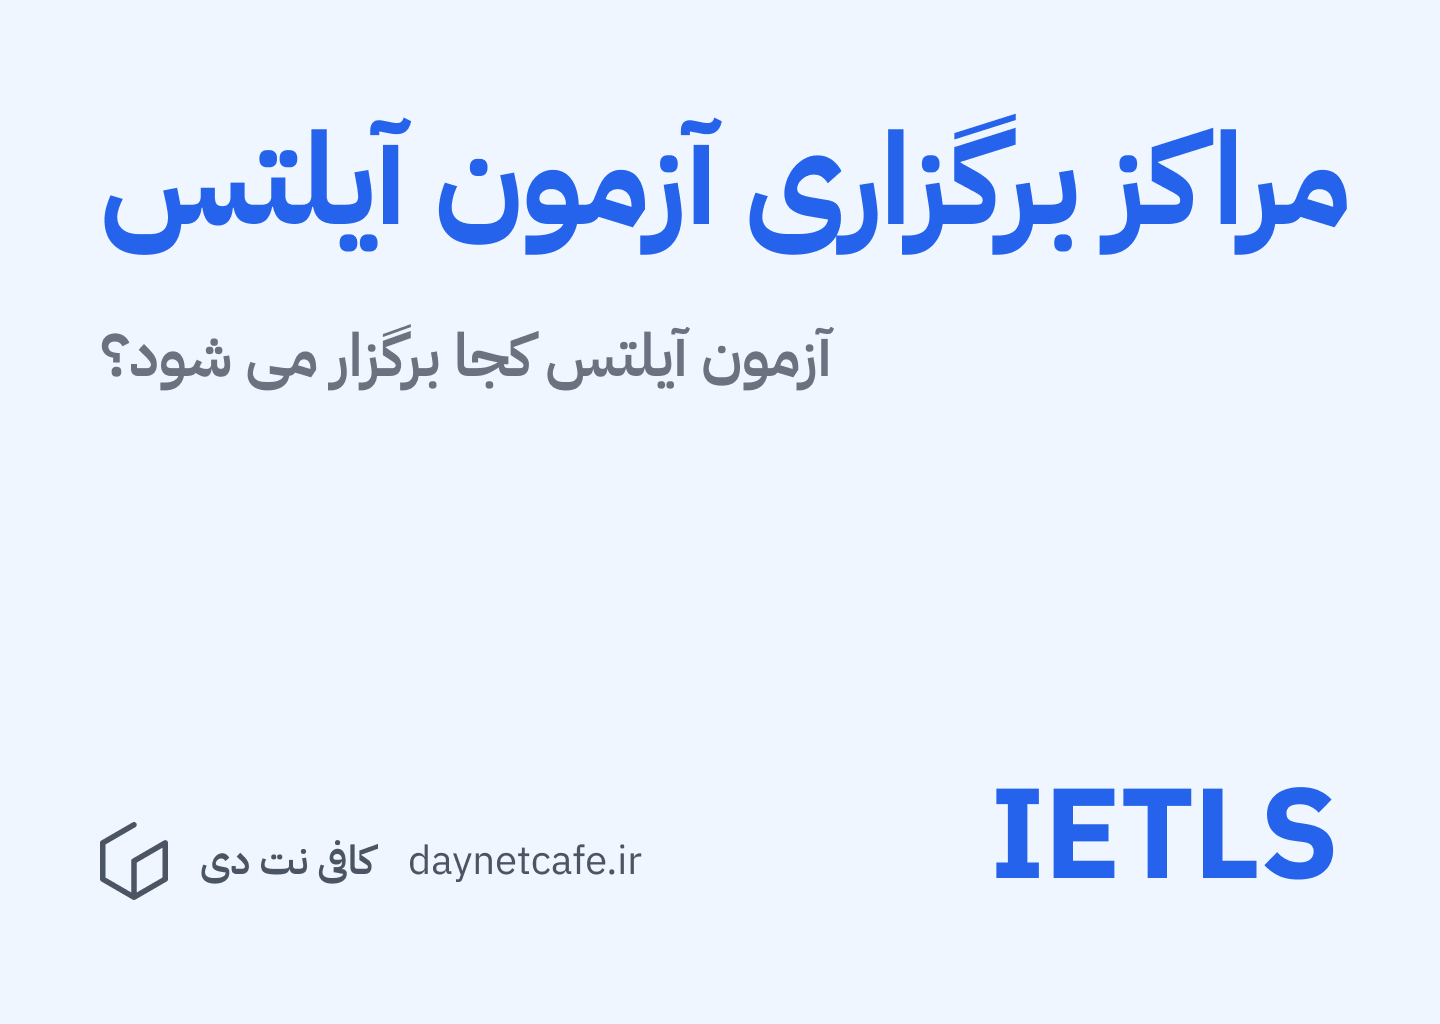 مراکز برگزاری آزمون آیلتس
آزمون آیلتس کجا برگزار می شود؟
IETLS
کافی نت دی daynetcafe.ir